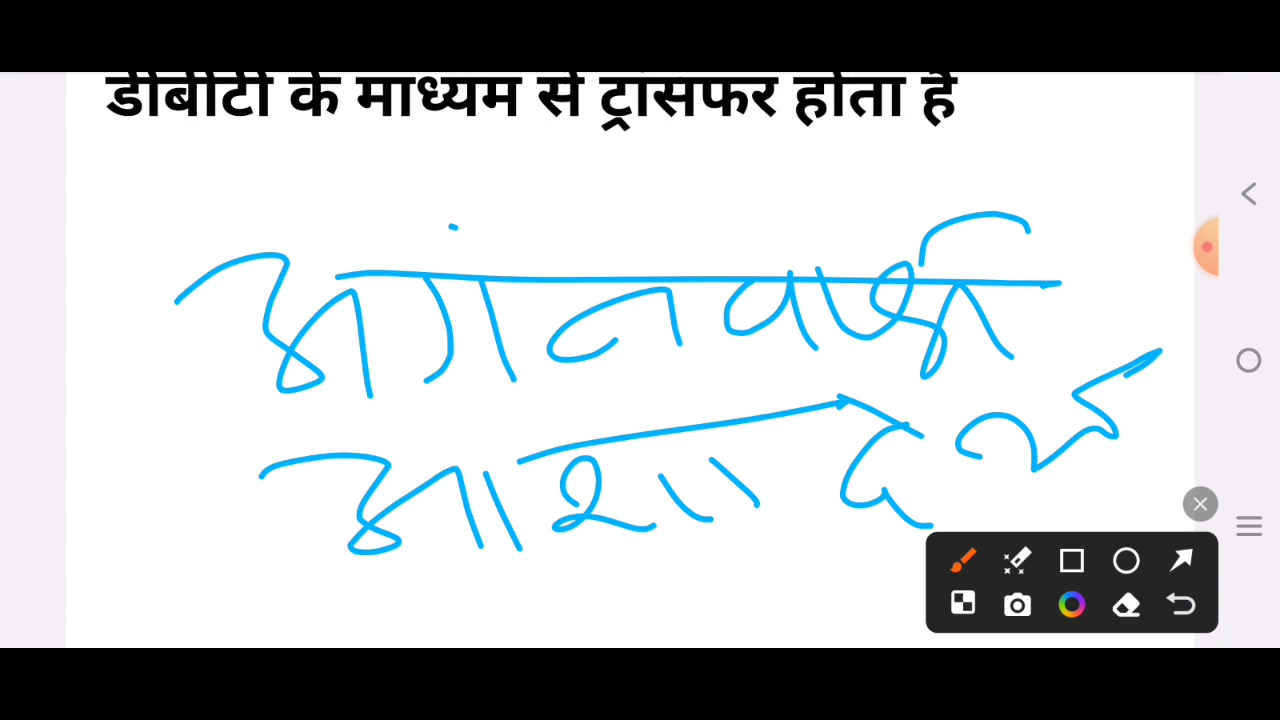 डीबीटी के माध्यम से ट्रांसफर होता है
आंगनवाड़ी
आशा